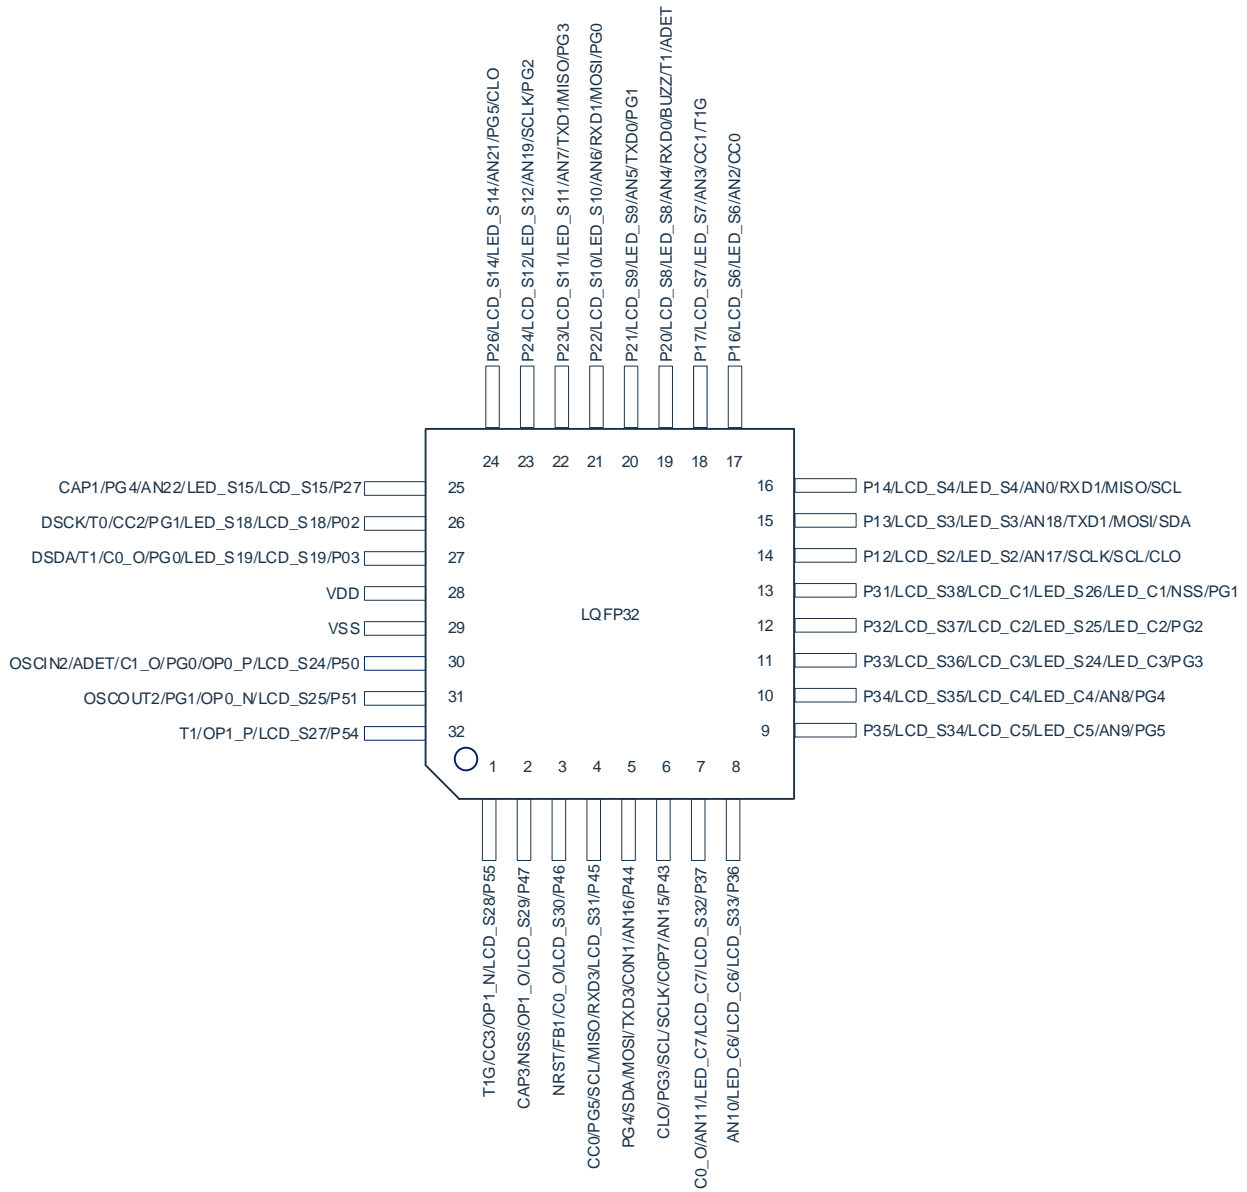 P26/LCD_S14/LED_S14/AN21/PG5/CLO
P24/LCD_S12/LED_S12/AN19/SCLK/PG2
P23/LCD_S11/LED_S11/AN7/TXD1/MISO/PG3
P22/LCD_S10/LED_S10/AN6/RXD1/MOSI/PG0
P21/LCD_S9/LED_S9/AN5/TXD0/PG1
P20/LCD_S8/LED_S8/AN4/RXD0/BUZZ/T1/ADET
P17/LCD_S7/LED_S7/AN3/CC1/T1G
P16/LCD_S6/LED_S6/AN2/CC0
24 23 22 21 20 19 18 17
CAP1/PG4/AN22/LED_S15/LCD_S15/P27 25
DSCK/T0/CC2/PG1/LED_S18/LCD_S18/P02 26
DSDA/T1/C0_O/PG0/LED_S19/LCD_S19/P03 27
VDD 28
VSS 29
OSCIN2/ADET/C1_O/PG0/OP0_P/LCD_S24/P50 30
OSCOUT2/PG1/OP0_N/LCD_S25/P51 31
T1/OP1_P/LCD_S27/P54 32
LQFP32
16 P14/LCD_S4/LED_S4/AN0/RXD1/MISO/SCL
15 P13/LCD_S3/LED_S3/AN18/TXD1/MOSI/SDA
14 P12/LCD_S2/LED_S2/AN17/SCLK/SCL/CLO
13 P31/LCD_S38/LCD_C1/LED_S26/LED_C1/NSS/PG1
12 P32/LCD_S37/LCD_C2/LED_S25/LED_C2/PG2
11 P33/LCD_S36/LCD_C3/LED_S24/LED_C3/PG3
10 P34/LCD_S35/LCD_C4/LED_C4/AN8/PG4
9 P35/LCD_S34/LCD_C5/LED_C5/AN9/PG5
1 2 3 4 5 6 7 8
T1G/CC3/OP1_N/LCD_S28/P55
CAP3/NSS/OP1_O/LCD_S29/P47
NRST/FB1/C0_O/LCD_S30/P46
CC0/PG5/SCL/MISO/RXD3/LCD_S31/P45
PG4/SDA/MOSI/TXD3/C0N1/AN16/P44
CLO/PG3/SCL/SCLK/C0P7/AN15/P43
C0_O/AN11/LED_C7/LCD_C7/LCD_S32/P37
AN10/LED_C6/LCD_C6/LCD_S33/P36